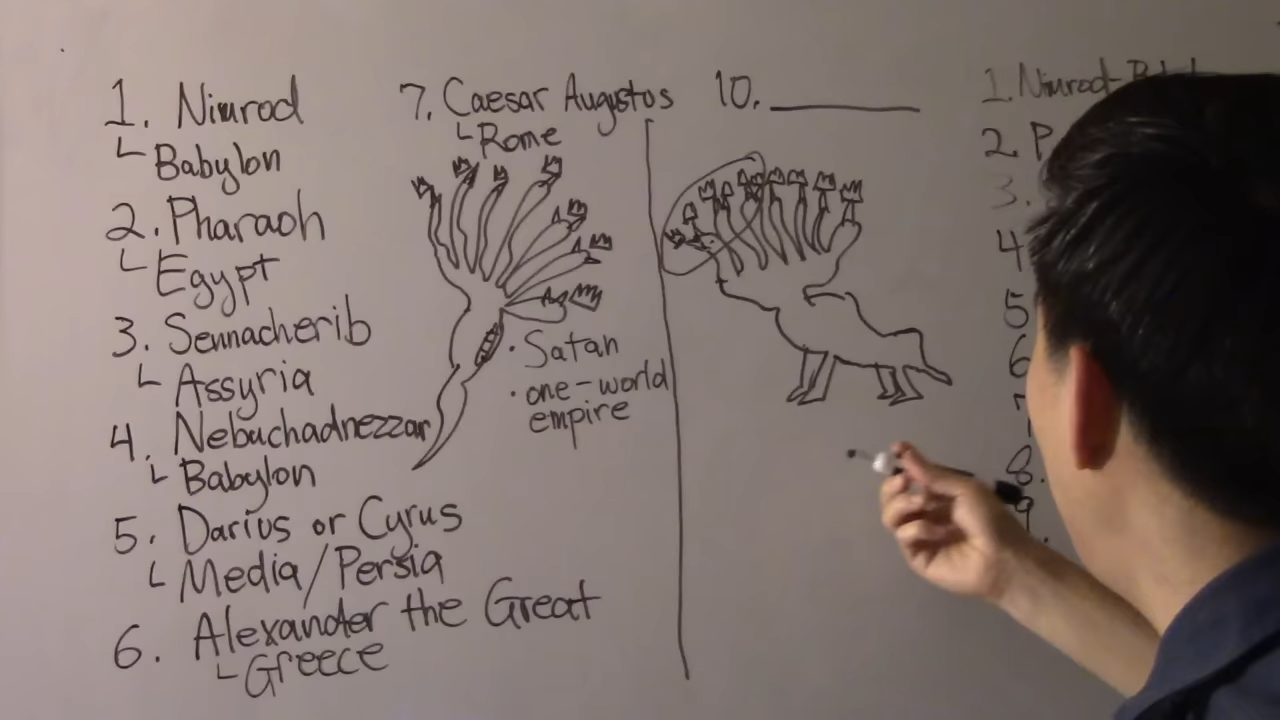 1. Nimrod
Babylon
2. Pharaoh
Egypt
3. Sennacherib
Assyria
4. Nebuchadnezzar
Babylon
5. Darius or Cyrus
Media/Persia
6. Alexander the Great
Greece
7. Caesar Augustos
Rome
• Satan
• one-world
empire
10.
1. Nimrod
2.
3.
4
5
6
8.
9